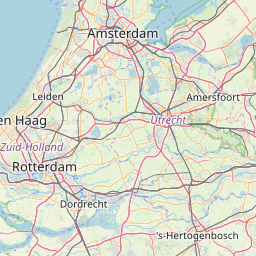 Amsterdam
Leiden
Amersfoort
en Haag
Utrecht
Zuid-Holland
Rotterdam
Dordrecht
's-Hertogenbosch